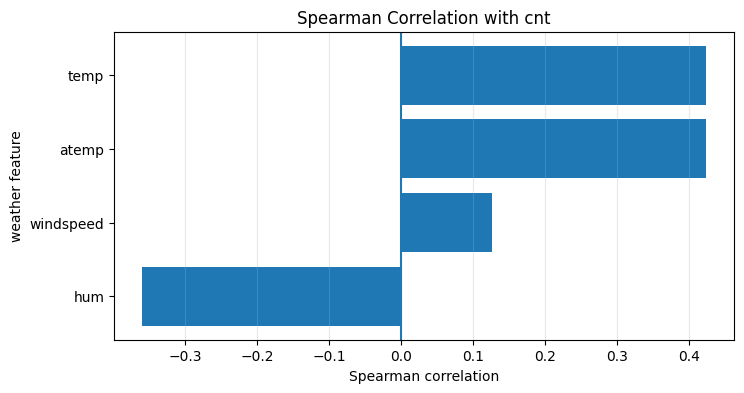 Spearman Correlation with cnt
weather feature
temp
atemp
windspeed
hum
−0.3 −0.2 −0.1 0.0 0.1 0.2 0.3 0.4
Spearman correlation